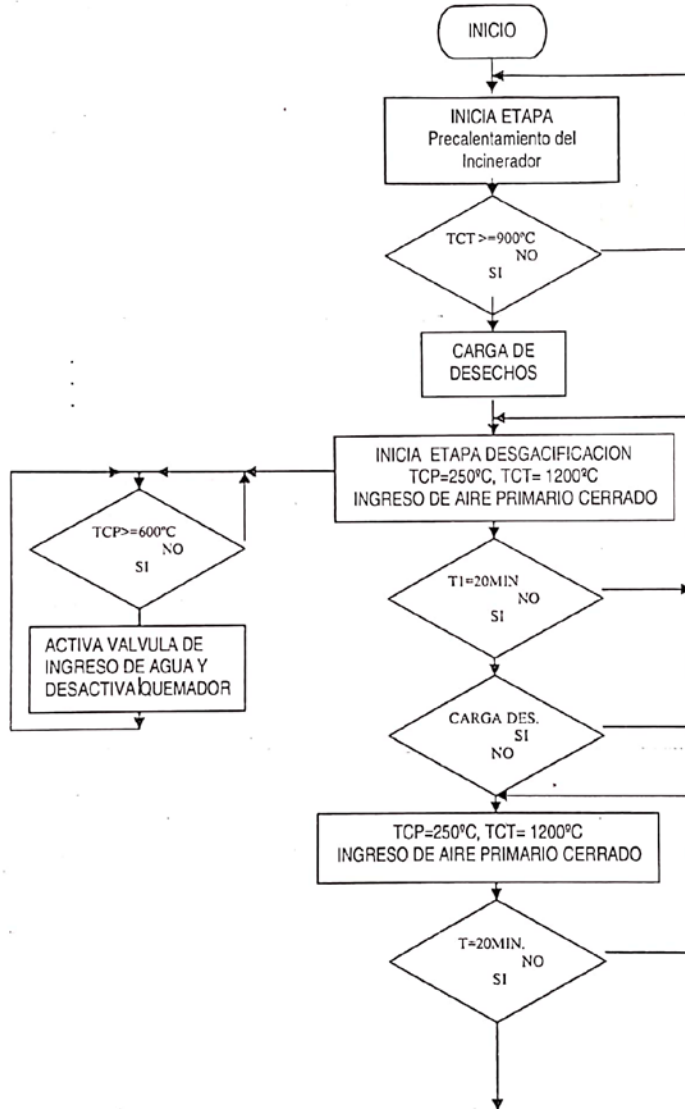 INICIO
INICIA ETAPA
Precalentamiento del
Incinerador
TCT>=900ºC
NO
SI
CARGA DE
DESECHOS
INICIA ETAPA DESGACIFICACION
TCP=250ºC, TCT= 1200ºC
INGRESO DE AIRE PRIMARIO CERRADO
TCP>=600ºC
NO
SI
ACTIVA VALVULA DE
INGRESO DE AGUA Y
DESACTIVA QUEMADOR
T1=20MIN
NO
SI
CARGA DES.
SI
NO
TCP=250ºC, TCT= 1200ºC
INGRESO DE AIRE PRIMARIO CERRADO
T=20MIN.
NO
SI